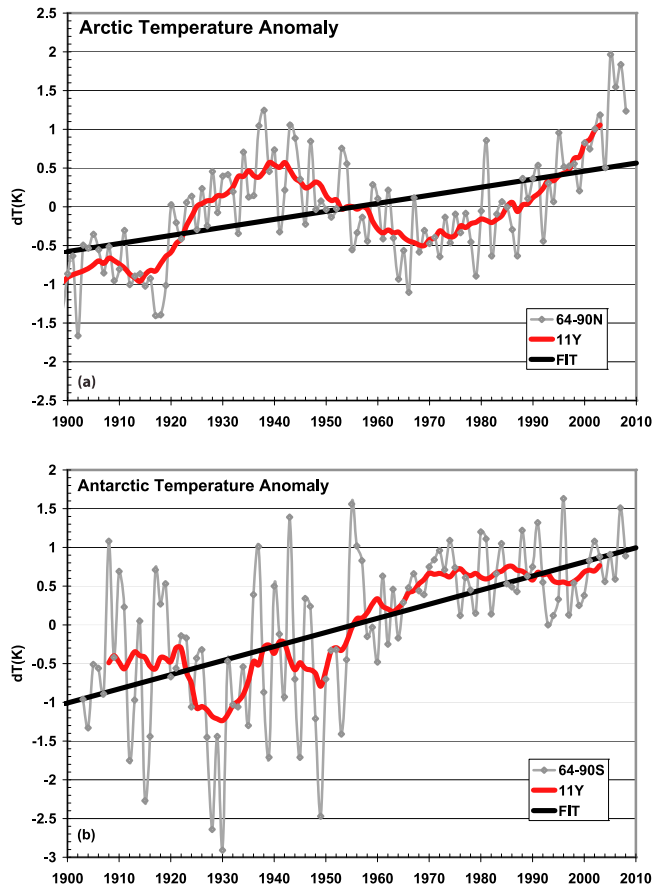 Arctic Temperature Anomaly
2.5
2
1.5
1
0.5
0
-0.5
-1
-1.5
-2
-2.5
dT(K)
64-90N
11Y
FIT
(a)
1900 1910 1920 1930 1940 1950 1960 1970 1980 1990 2000 2010
Antarctic Temperature Anomaly
2
1.5
1
0.5
0
-0.5
-1
-1.5
-2
-2.5
-3
dT(K)
64-90S
11Y
FIT
(b)
1900 1910 1920 1930 1940 1950 1960 1970 1980 1990 2000 2010